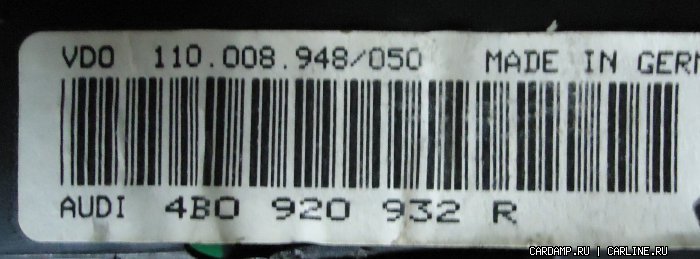 VDO 110.008.948/050 MADE IN GERM
AUDI 4B0 920 932 R
CARDAMP.RU | CARLINE.RU